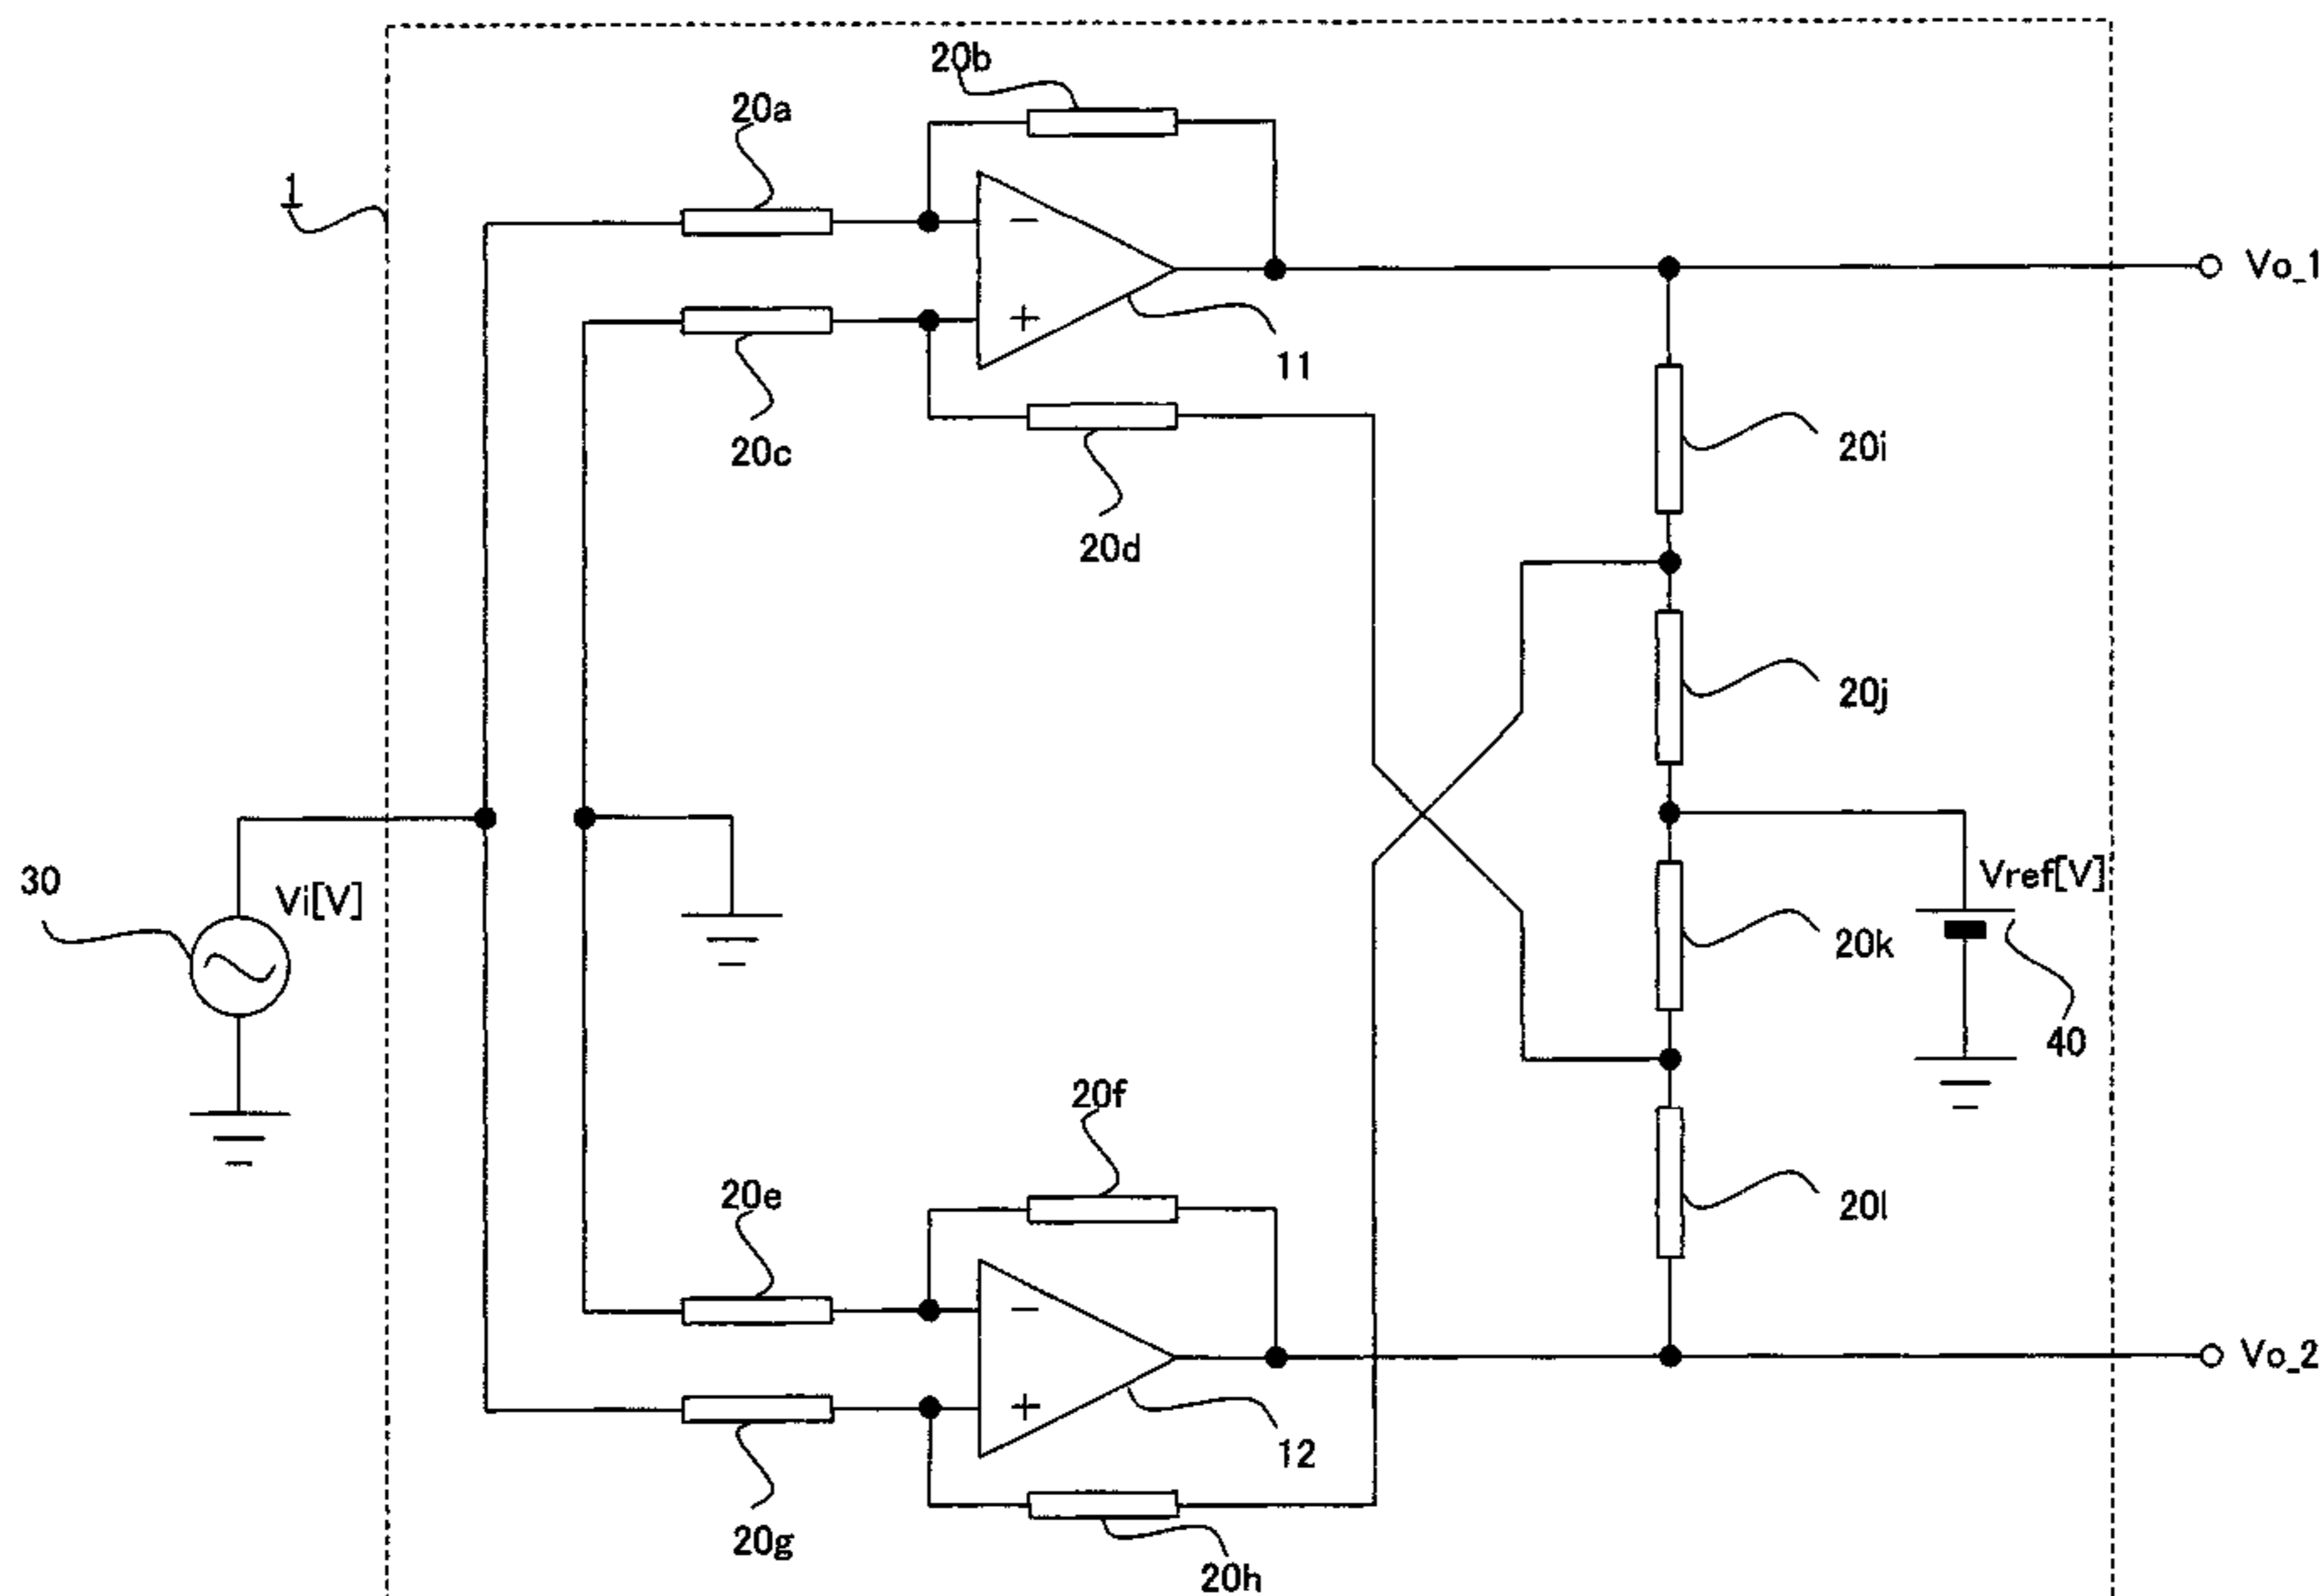 20b
20a
1
−
Vo_1
+
11
20c
20i
20d
20j
30
Vi[V]
Vref[V]
20k
40
20f
20e
20l
−
Vo_2
+
12
20g
20h